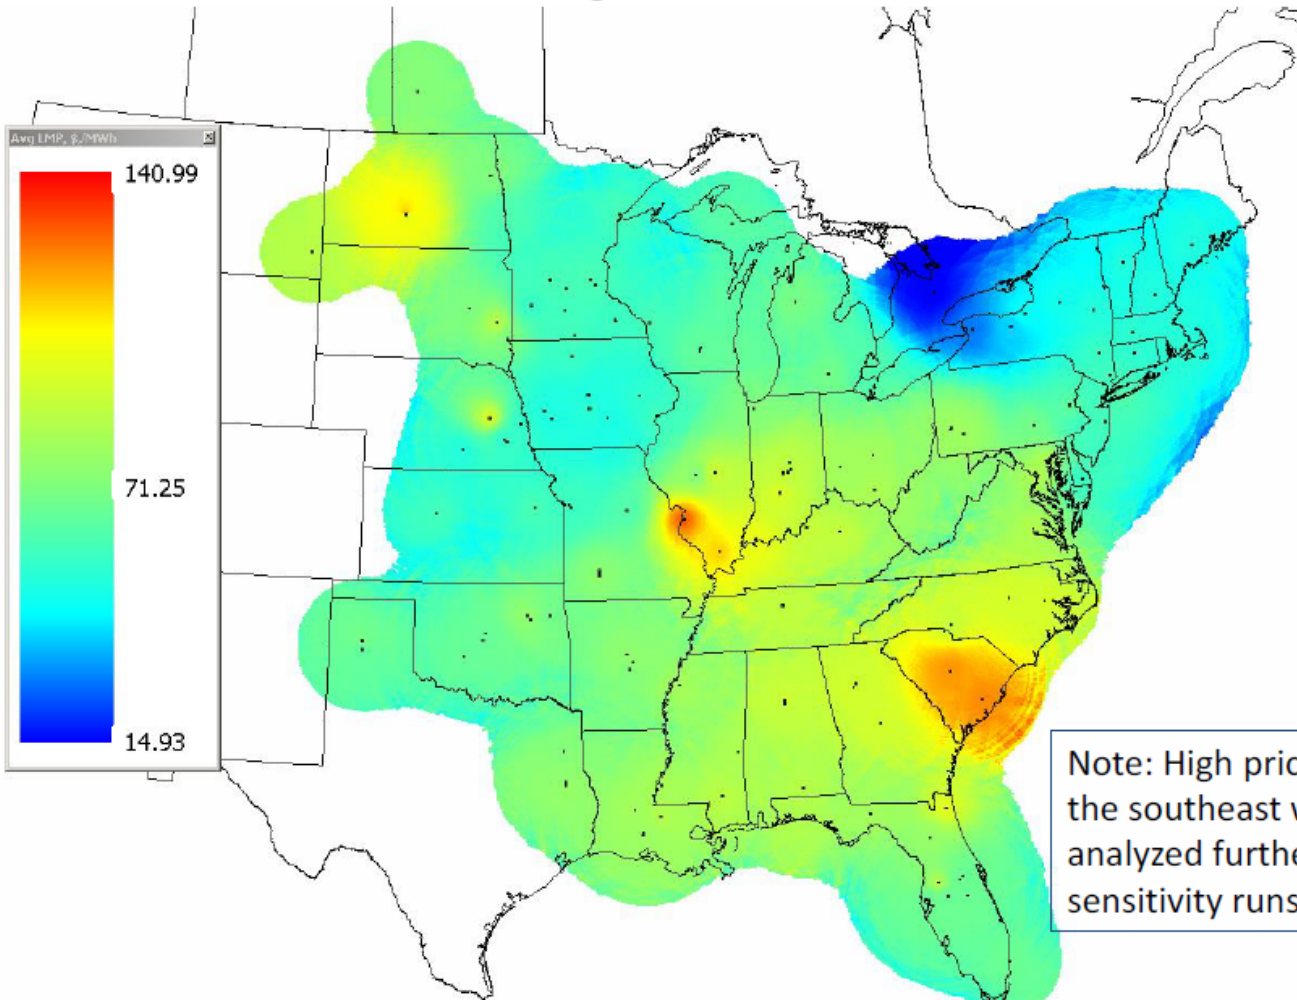 Avg LMP, $/MWh
140.99
71.25
14.93
Note: High pric
the southeast v
analyzed furthe
sensitivity runs